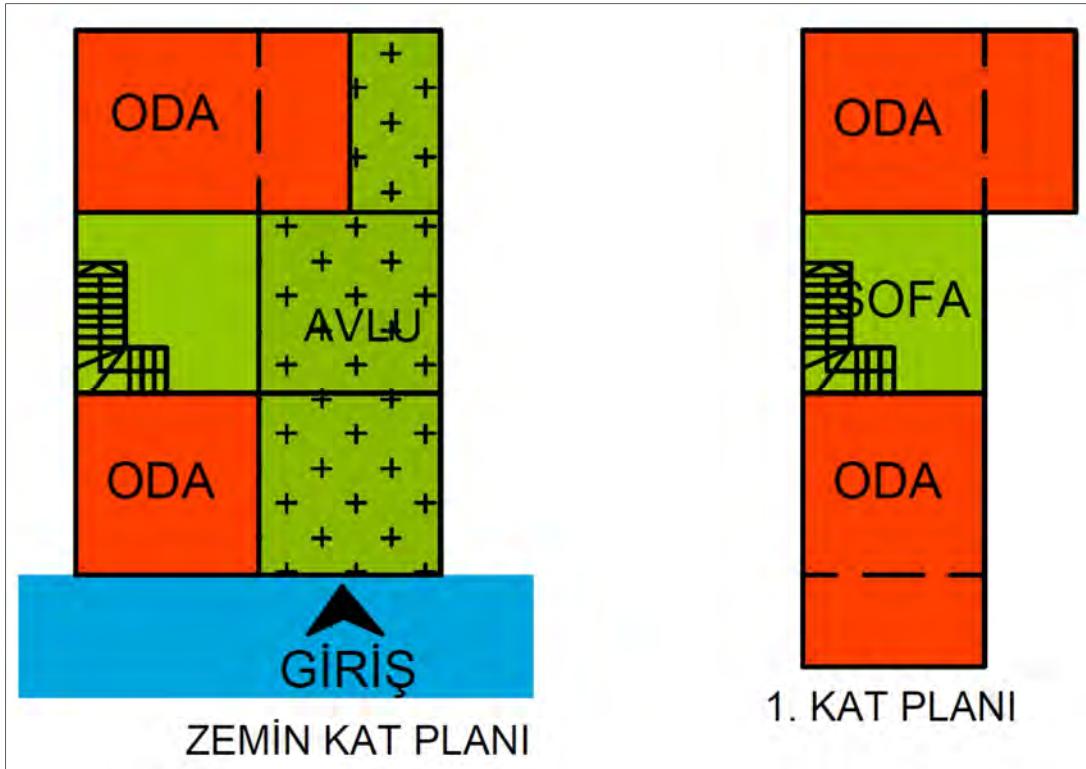 ODA
AVLU
ODA
GİRİŞ
ZEMİN KAT PLANI
ODA
SOFA
ODA
1. KAT PLANI